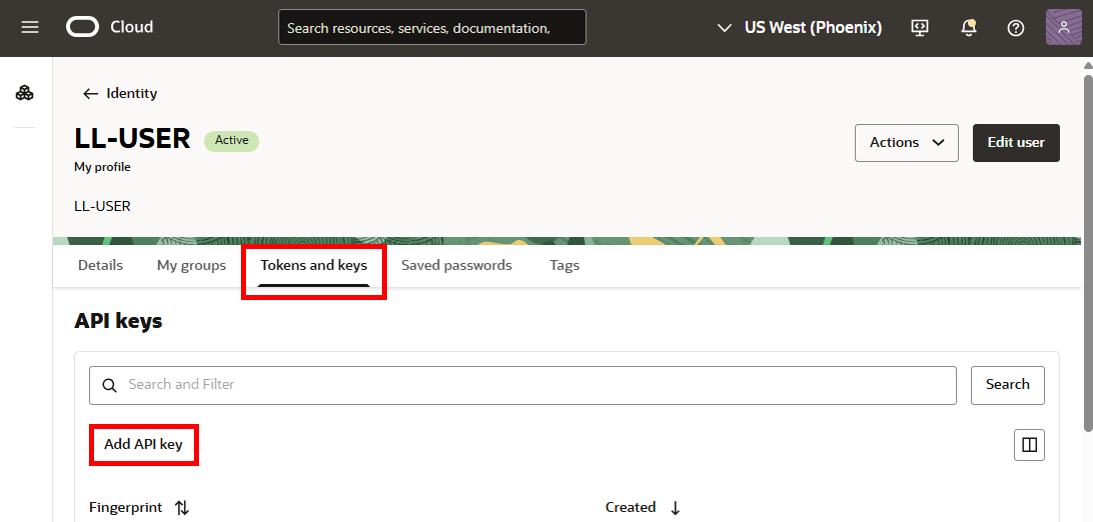 Cloud
Search resources, services, documentation,
US West (Phoenix)
Identity
LL-USER Active
Actions
Edit user
My profile
LL-USER
Details My groups Tokens and keys Saved passwords Tags
API keys
Search and Filter
Search
Add API key
Fingerprint Created